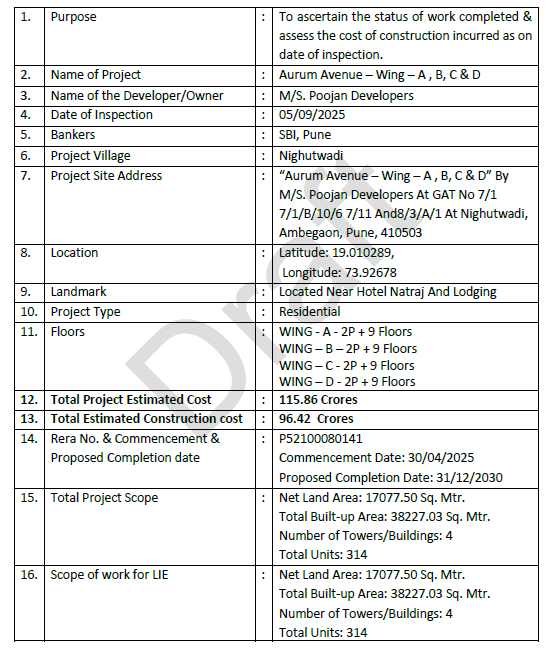 1. Purpose : To ascertain the status of work completed &
assess the cost of construction incurred as on
date of inspection.
2. Name of Project : Aurum Avenue – Wing – A , B, C & D
3. Name of the Developer/Owner : M/S. Poojan Developers
4. Date of Inspection : 05/09/2025
5. Bankers : SBI, Pune
6. Project Village : Nighutwadi
7. Project Site Address : “Aurum Avenue – Wing – A , B, C & D” By
M/S. Poojan Developers At GAT No 7/1
7/1/B/10/6 7/11 And8/3/A/1 At Nighutwadi,
Ambegaon, Pune, 410503
8. Location : Latitude: 19.010289,
Longitude: 73.92678
9. Landmark : Located Near Hotel Natraj And Lodging
10. Project Type : Residential
11. Floors : WING - A - 2P + 9 Floors
WING – B – 2P + 9 Floors
WING – C - 2P + 9 Floors
WING – D - 2P + 9 Floors
12. Total Project Estimated Cost : 115.86 Crores
13. Total Estimated Construction cost : 96.42 Crores
14. Rera No. & Commencement & : P52100080141
Proposed Completion date Commencement Date: 30/04/2025
Proposed Completion Date: 31/12/2030
15. Total Project Scope : Net Land Area: 17077.50 Sq. Mtr.
Total Built-up Area: 38227.03 Sq. Mtr.
Number of Towers/Buildings: 4
Total Units: 314
16. Scope of work for LIE : Net Land Area: 17077.50 Sq. Mtr.
Total Built-up Area: 38227.03 Sq. Mtr.
Number of Towers/Buildings: 4
Total Units: 314
Draft